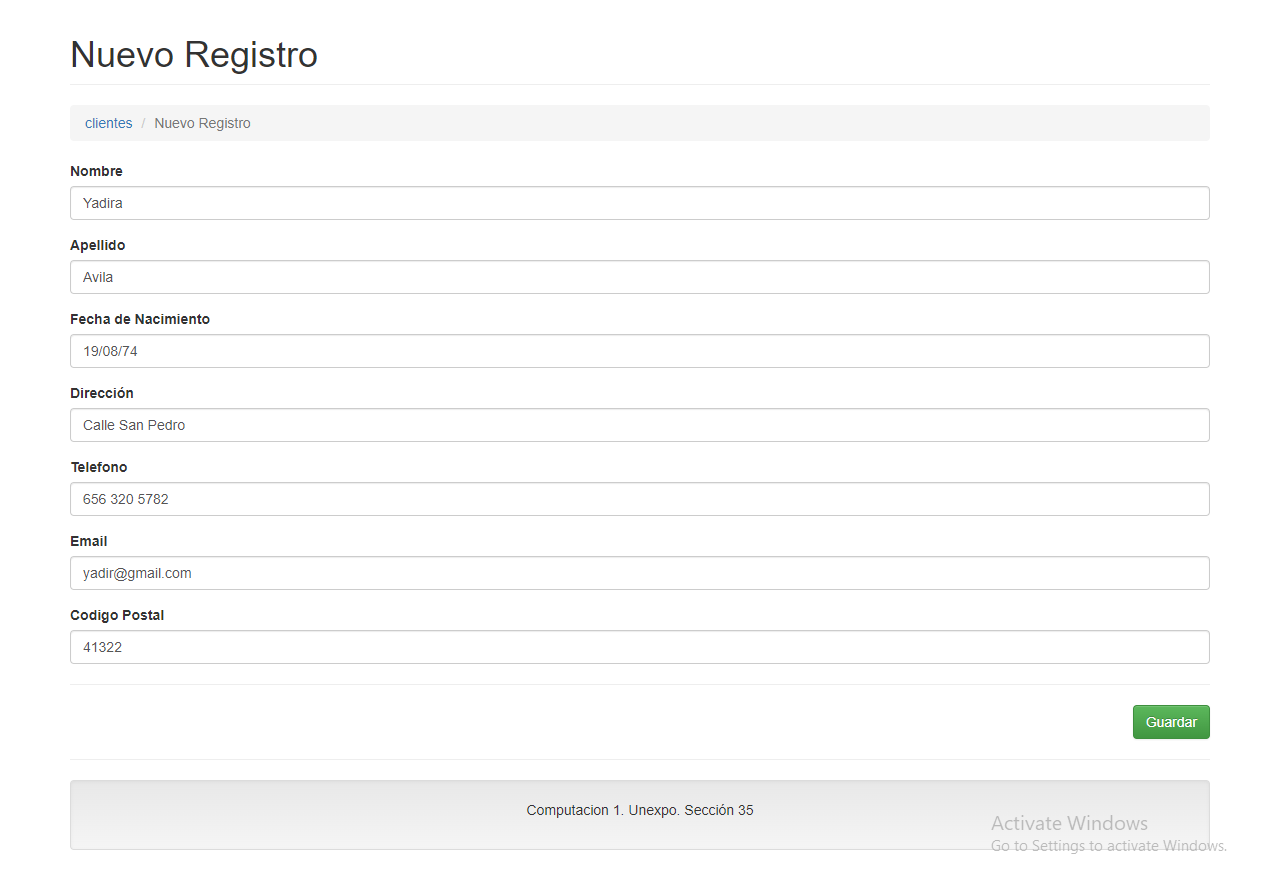 Nuevo Registro
clientes / Nuevo Registro
Nombre
Yadira
Apellido
Avila
Fecha de Nacimiento
19/08/74
Dirección
Calle San Pedro
Telefono
656 320 5782
Email
yadir@gmail.com
Codigo Postal
41322
Guardar
Computacion 1. Unexpo. Sección 35
Activate Windows
Go to Settings to activate Windows.